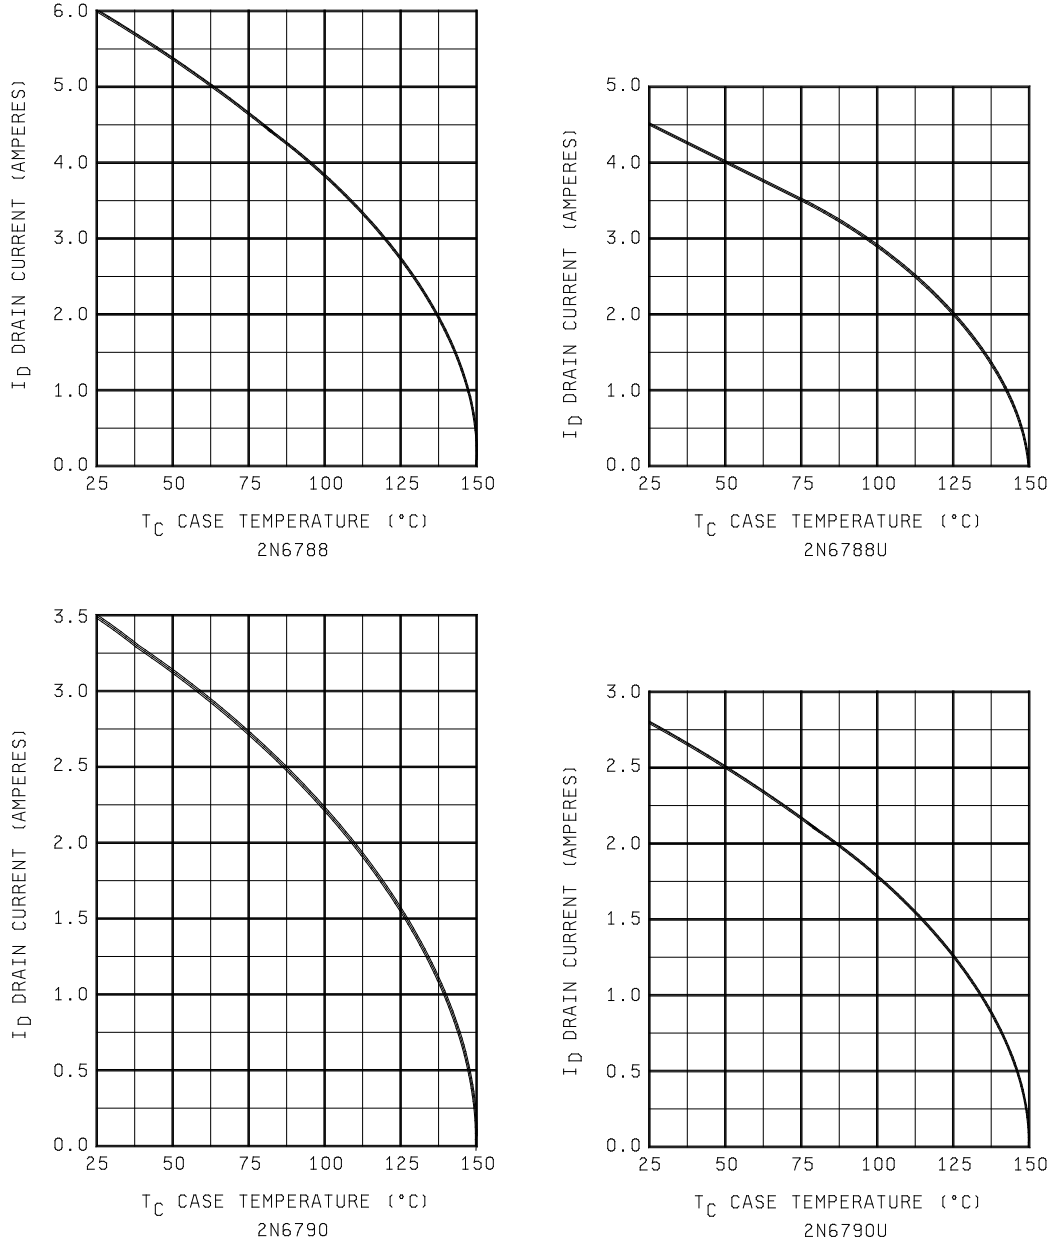 6.0
5.0
4.0
3.0
2.0
1.0
0.0
I_D DRAIN CURRENT (AMPERES)
25 50 75 100 125 150
T_C CASE TEMPERATURE (°C)
2N6788
5.0
4.0
3.0
2.0
1.0
0.0
I_D DRAIN CURRENT (AMPERES)
25 50 75 100 125 150
T_C CASE TEMPERATURE (°C)
2N6788U
3.5
3.0
2.5
2.0
1.5
1.0
0.5
0.0
I_D DRAIN CURRENT (AMPERES)
25 50 75 100 125 150
T_C CASE TEMPERATURE (°C)
2N6790
3.0
2.5
2.0
1.5
1.0
0.5
0.0
I_D DRAIN CURRENT (AMPERES)
25 50 75 100 125 150
T_C CASE TEMPERATURE (°C)
2N6790U